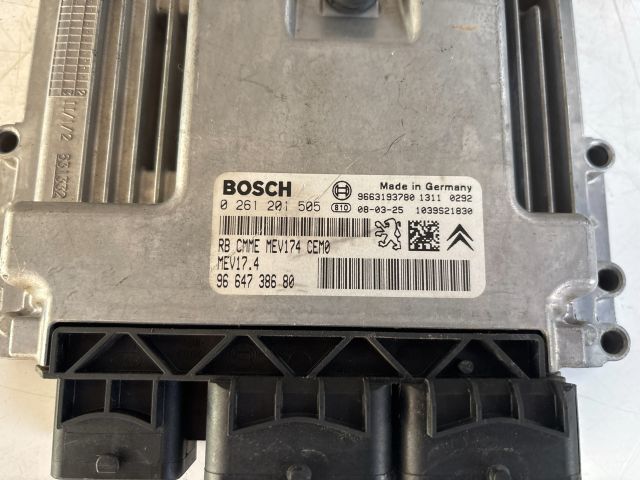 BOSCH Made in Germany
9663193780 1311 0292
0 261 201 505 810 08-03-25 1039S21830
RB CMME MEV174 CEM0
MEV17.4
96 647 386 80